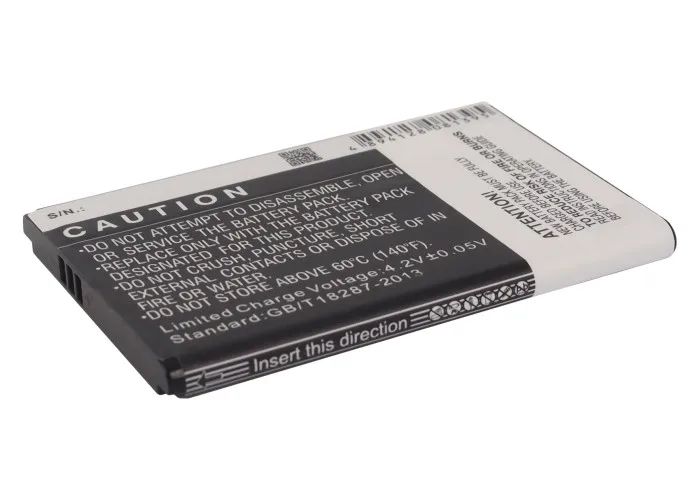 S/N.:
CAUTION
-DO NOT ATTEMPT TO DISASSEMBLE, OPEN
OR SERVICE THE BATTERY PACK.
-REPLACE ONLY WITH THE BATTERY PACK
DESIGNATED FOR THIS PRODUCT.
-DO NOT CRUSH, PUNCTURE, SHORT
EXTERNAL CONTACTS OR DISPOSE OF IN
FIRE OR WATER.
-DO NOT STORE ABOVE 60°C (140°F).
Limited Charge Voltage:4.2V±0.05V
Standard:GB/T18287-2013
Insert this direction
4894128081395
ATTENTION!
NEW BATTERY PACK MUST BE FULLY
CHARGED BEFORE USE.
TO REDUCE RISK OF FIRE OR BURNS
READ INSTRUCTIONS IN OPERATING GUIDE
BEFORE USING THE BATTERY.